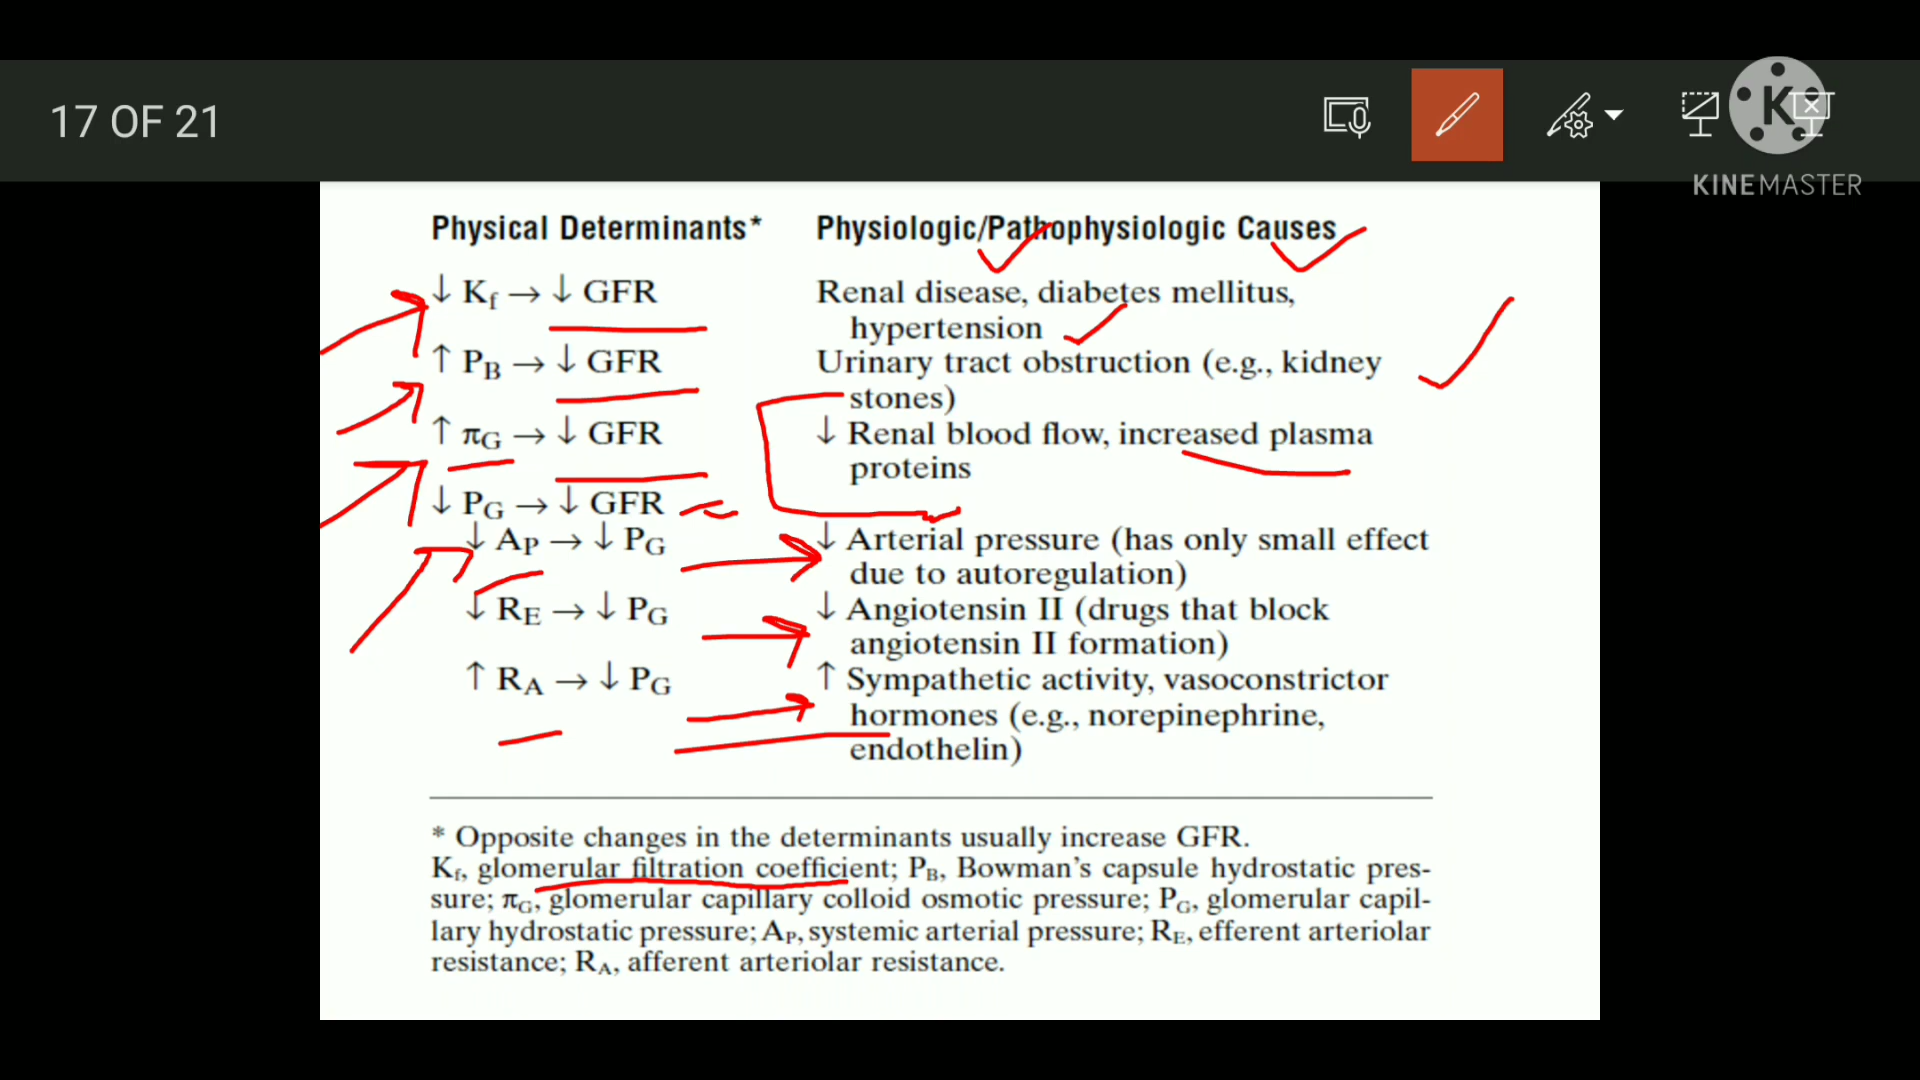 17 OF 21
K
KINEMASTER
Physical Determinants* Physiologic/Pathophysiologic Causes
↓ Kf → ↓ GFR Renal disease, diabetes mellitus,
hypertension
↑ PB → ↓ GFR Urinary tract obstruction (e.g., kidney
stones)
↑ πG → ↓ GFR ↓ Renal blood flow, increased plasma
proteins
↓ PG → ↓ GFR
↓ AP → ↓ PG ↓ Arterial pressure (has only small effect
due to autoregulation)
↓ RE → ↓ PG ↓ Angiotensin II (drugs that block
angiotensin II formation)
↑ RA → ↓ PG ↑ Sympathetic activity, vasoconstrictor
hormones (e.g., norepinephrine,
endothelin)
* Opposite changes in the determinants usually increase GFR.
Kf, glomerular filtration coefficient; PB, Bowman's capsule hydrostatic pres-
sure; πG, glomerular capillary colloid osmotic pressure; PG, glomerular capil-
lary hydrostatic pressure; AP, systemic arterial pressure; RE, efferent arteriolar
resistance; RA, afferent arteriolar resistance.